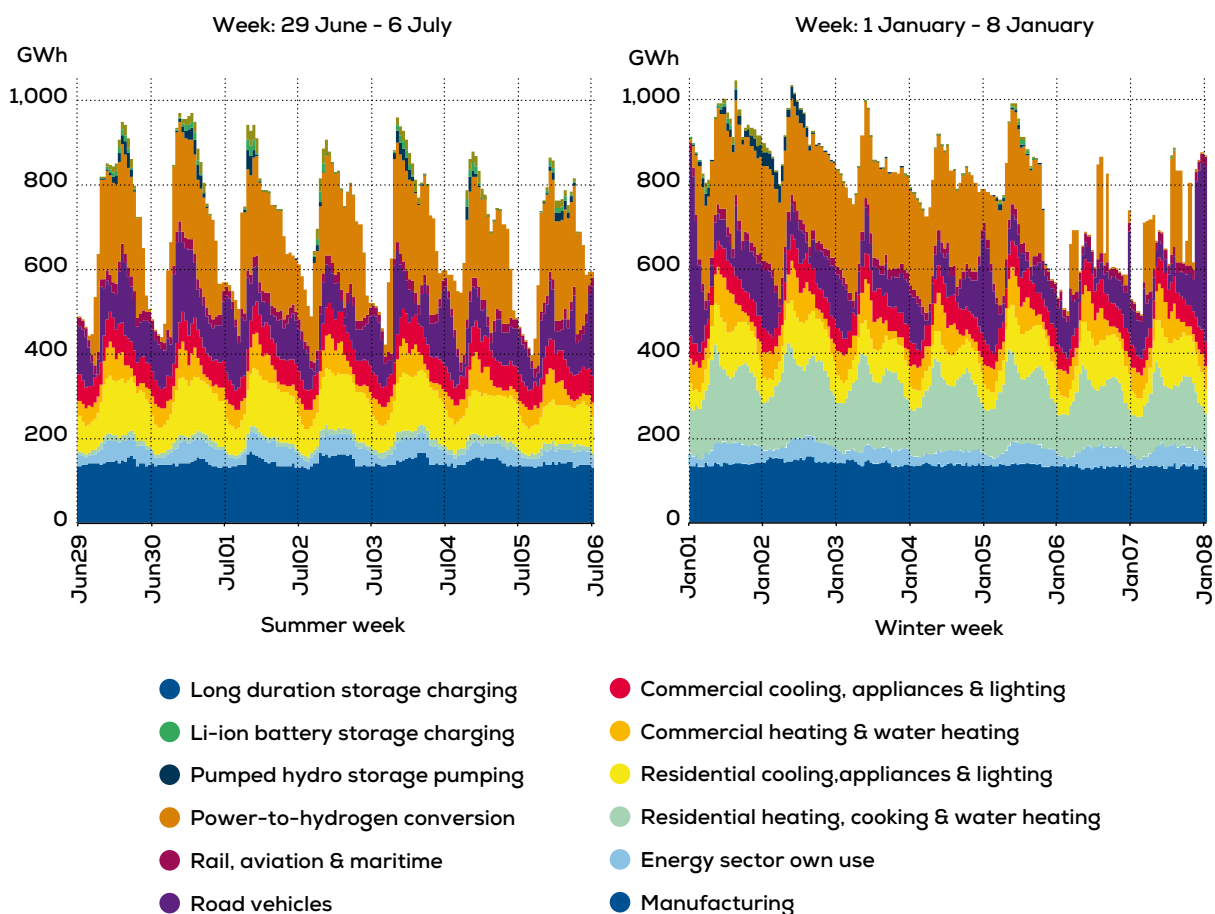 Week: 29 June - 6 July
GWh
1,000
800
600
400
200
0
Jun29
Jun30
Jul01
Jul02
Jul03
Jul04
Jul05
Jul06
Summer week
Week: 1 January - 8 January
GWh
1,000
800
600
400
200
0
Jan01
Jan02
Jan03
Jan04
Jan05
Jan06
Jan07
Jan08
Winter week
Long duration storage charging
Li-ion battery storage charging
Pumped hydro storage pumping
Power-to-hydrogen conversion
Rail, aviation & maritime
Road vehicles
Commercial cooling, appliances & lighting
Commercial heating & water heating
Residential cooling,appliances & lighting
Residential heating, cooking & water heating
Energy sector own use
Manufacturing